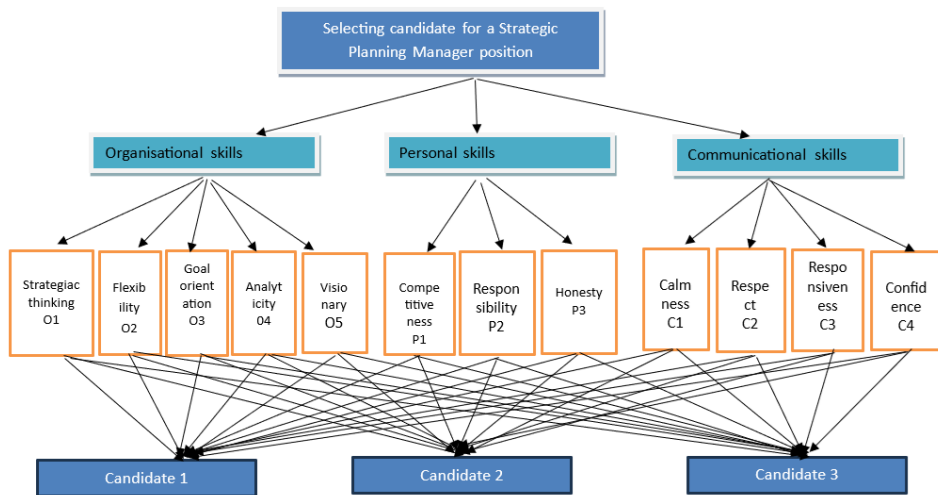 Selecting candidate for a Strategic
Planning Manager position
Organisational skills
Personal skills
Communicational skills
Strategiac
thinking
O1
Flexib
ility
O2
Goal
orient
ation
O3
Analyt
icity
04
Visio
nary
O5
Compe
titive
ness
P1
Respon
sibility
P2
Honesty
P3
Calm
ness
C1
Respe
ct
C2
Respo
nsiven
ess
C3
Confid
ence
C4
Candidate 1
Candidate 2
Candidate 3